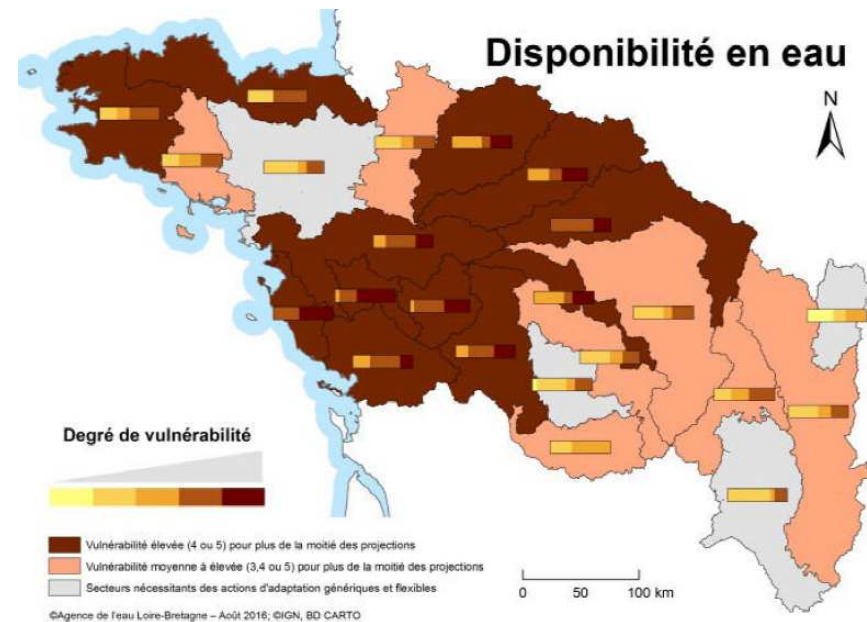 Disponibilité en eau
N
Degré de vulnérabilité
Vulnérabilité élevée (4 ou 5) pour plus de la moitié des projections
Vulnérabilité moyenne à élevée (3,4 ou 5) pour plus de la moitié des projections
Secteurs nécessitants des actions d'adaptation génériques et flexibles
0 50 100 km
©Agence de l'eau Loire-Bretagne – Août 2016; ©IGN, BD CARTO